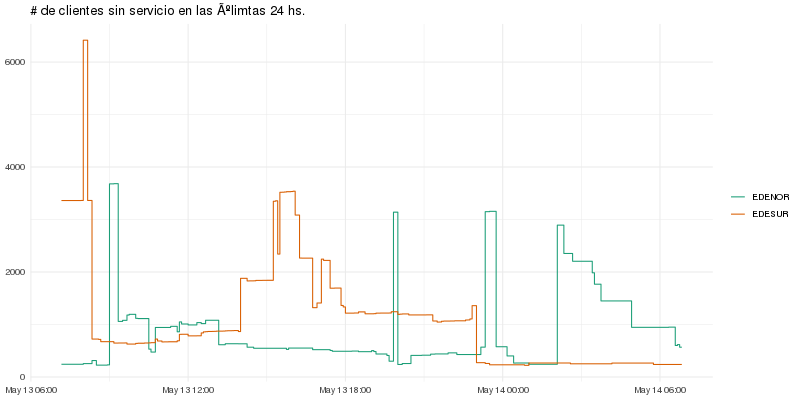 # de clientes sin servicio en las Ãºlimtas 24 hs.
6000
4000
2000
0
May 13 06:00 May 13 12:00 May 13 18:00 May 14 00:00 May 14 06:00
EDENOR
EDESUR